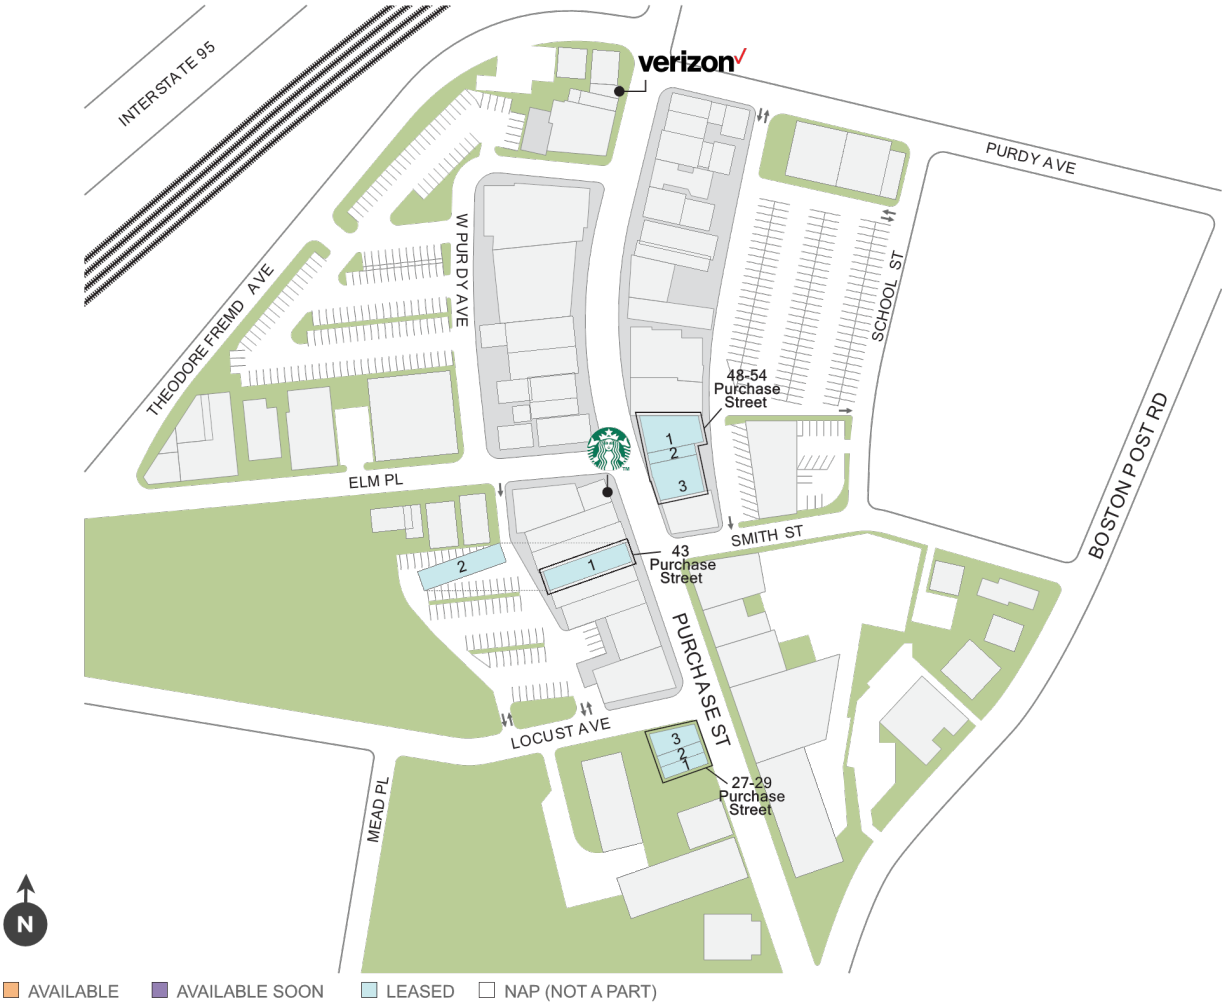 INTERSTATE 95
verizon
PURDY AVE
W PURDY AVE
THEODORE FREMD AVE
SCHOOL ST
48-54
Purchase
Street
1
2
3
BOSTON POST RD
TM
ELM PL
SMITH ST
2
1
43
Purchase
Street
PURCHASE ST
LOCUST AVE
3
2
1
27-29
Purchase
Street
MEAD PL
N
AVAILABLE
AVAILABLE SOON
LEASED
NAP (NOT A PART)